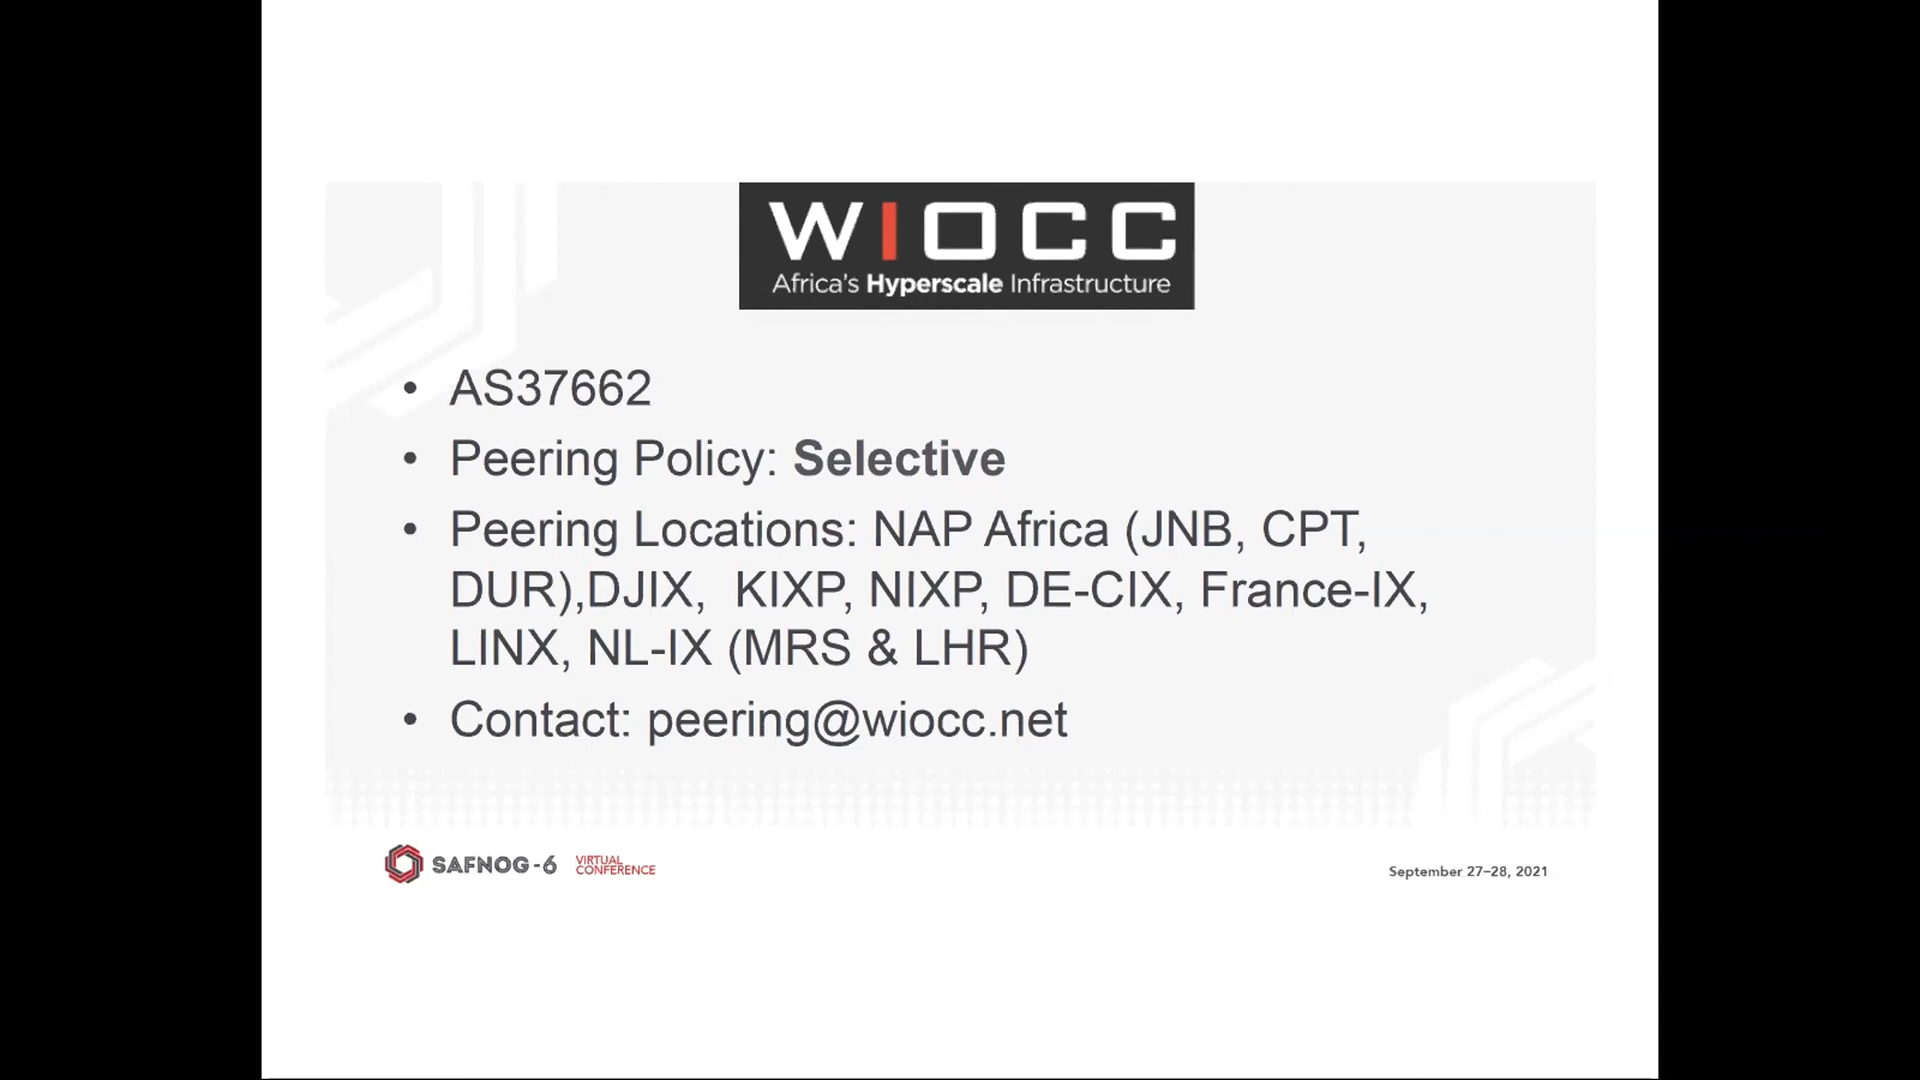 WIOCC
Africa's Hyperscale Infrastructure
• AS37662
• Peering Policy: Selective
• Peering Locations: NAP Africa (JNB, CPT,
DUR),DJIX,  KIXP, NIXP, DE-CIX, France-IX,
LINX, NL-IX (MRS & LHR)
• Contact: peering@wiocc.net
SAFNOG-6
VIRTUAL
CONFERENCE
September 27–28, 2021